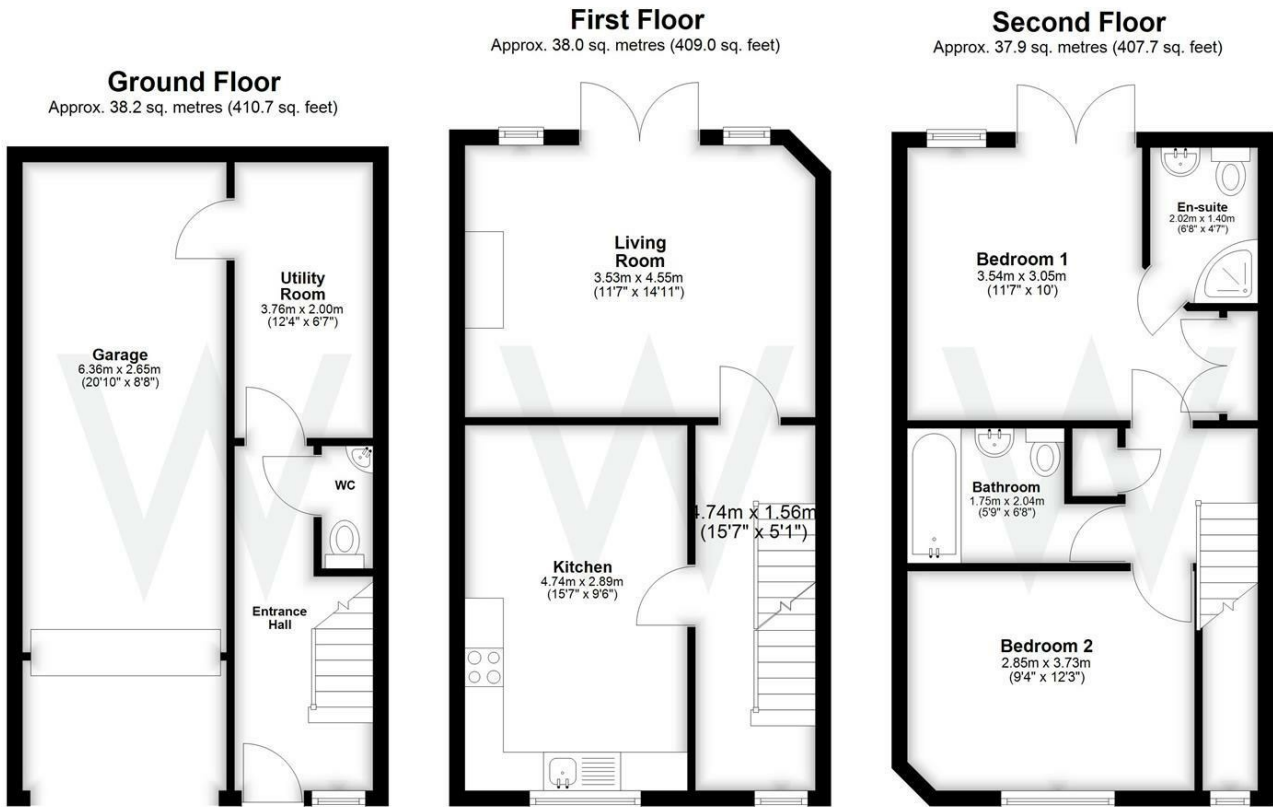 Ground Floor
Approx. 38.2 sq. metres (410.7 sq. feet)
Garage
6.36m x 2.65m
(20'10" x 8'8")
Utility
Room
3.76m x 2.00m
(12'4" x 6'7")
WC
Entrance
Hall
First Floor
Approx. 38.0 sq. metres (409.0 sq. feet)
Living
Room
3.53m x 4.55m
(11'7" x 14'11")
Kitchen
4.74m x 2.89m
(15'7" x 9'6")
4.74m x 1.56m
(15'7" x 5'1")
Second Floor
Approx. 37.9 sq. metres (407.7 sq. feet)
Bedroom 1
3.54m x 3.05m
(11'7" x 10')
En-suite
2.02m x 1.40m
(6'8" x 4'7")
Bathroom
1.75m x 2.04m
(5'9" x 6'8")
Bedroom 2
2.85m x 3.73m
(9'4" x 12'3")
W
W
W